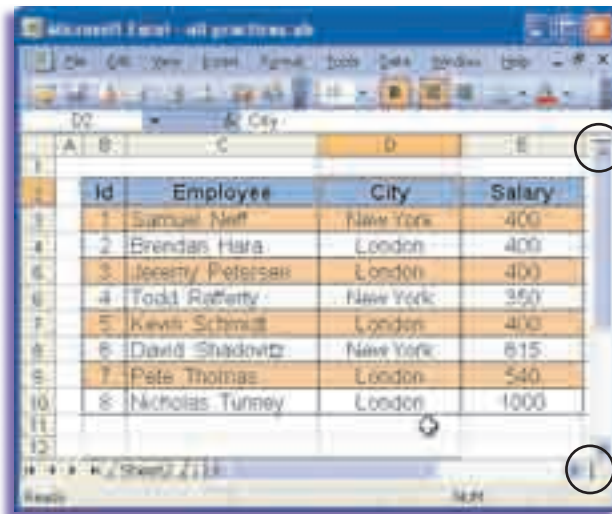 Microsoft Excel - all practices.xls
File Edit View Insert Format Tools Data Window Help
10 B
D2 City
A B C D E
1
2 Id Employee City Salary
3 1 Samuel Neff New York 400
4 2 Brendan Hara London 400
5 3 Jeremy Petersen London 400
6 4 Todd Rafferty New York 350
7 5 Kevin Schmidt London 400
8 6 David Shadovitz New York 615
9 7 Pete Thomas London 540
10 8 Nicholas Tunney London 1000
11
12
Sheet2
Ready NUM